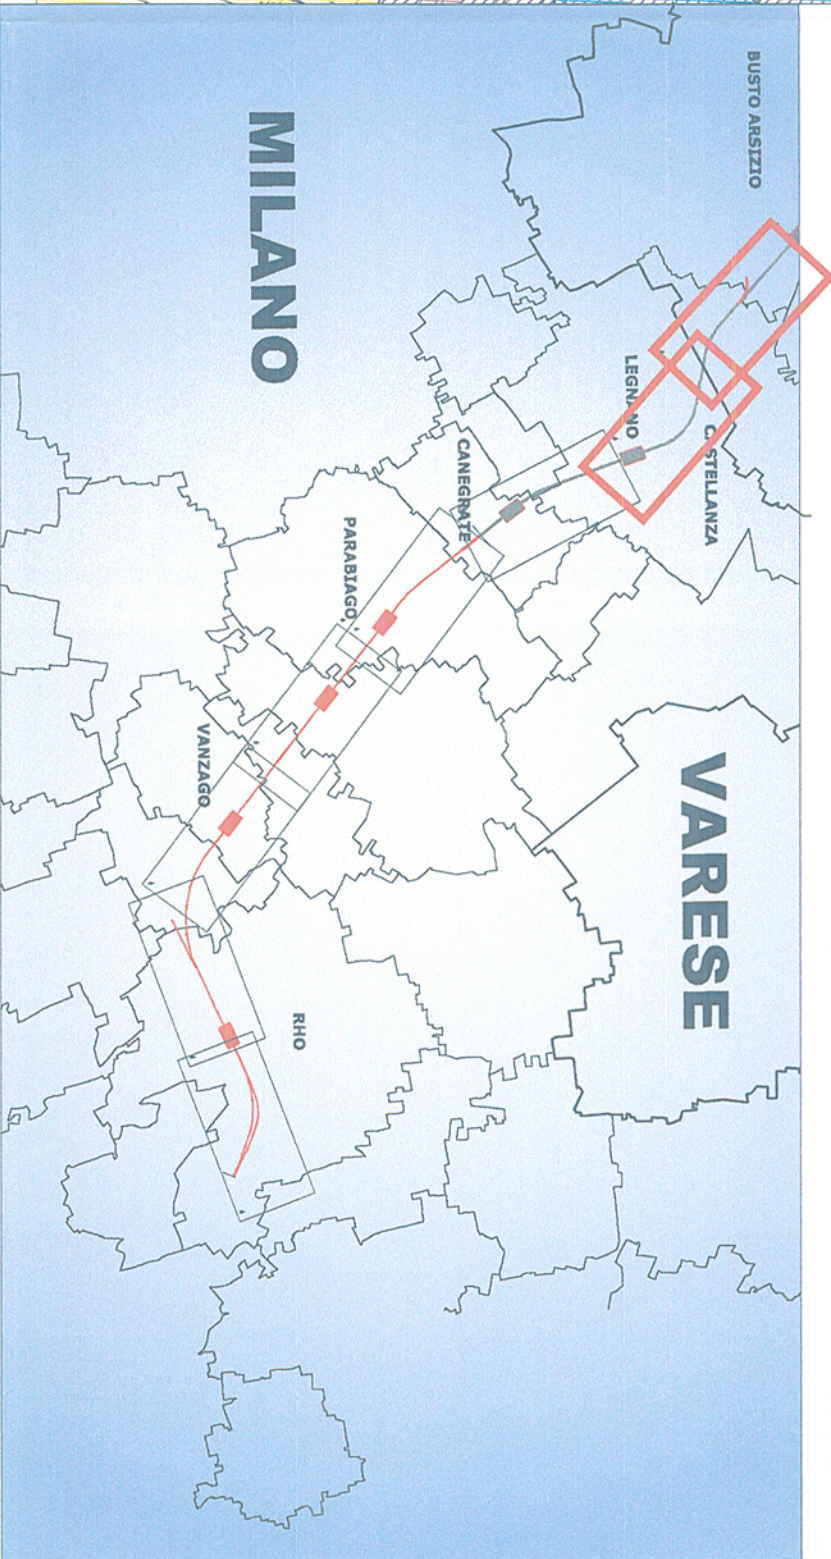 BUSTO ARSIZIO
CASTELLANZA
VARESE
LEGNANO
CANEGRATE
PARABIAGO
RHO
VANZAGO
MILANO